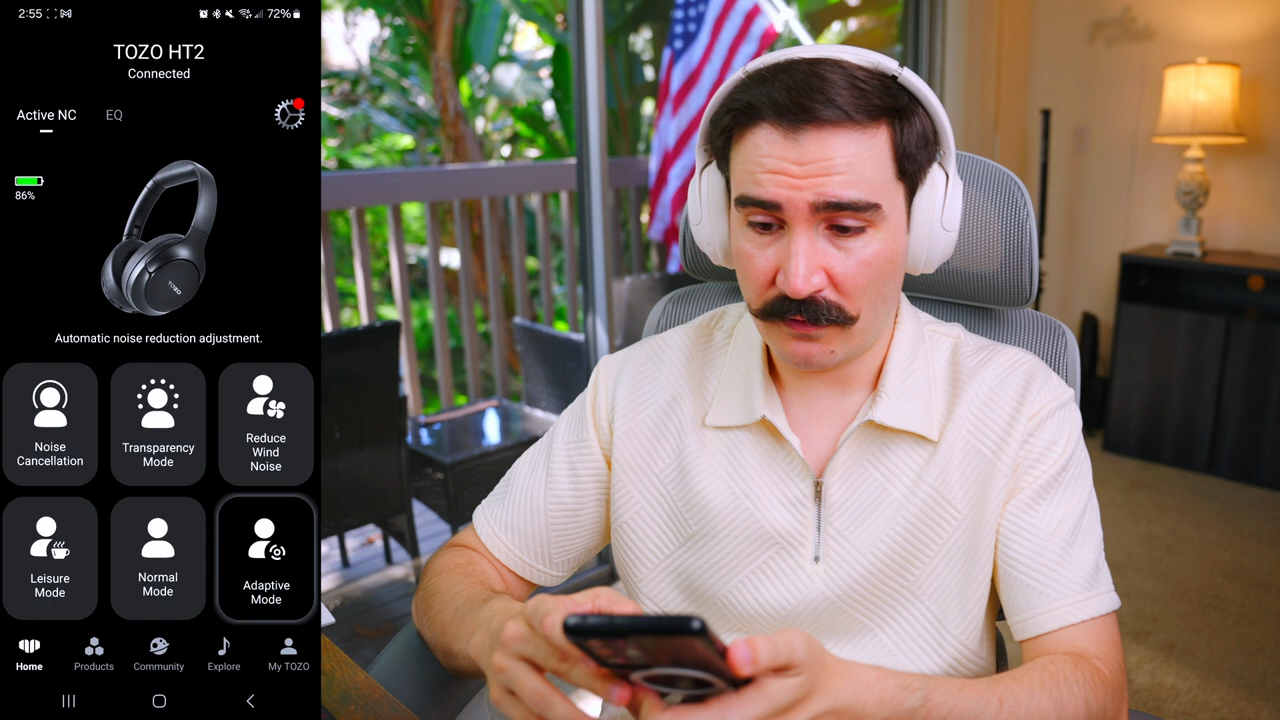 2:55
72%
TOZO HT2
Connected
Active NC
EQ
86%
TOZO
Automatic noise reduction adjustment.
Noise
Cancellation
Transparency
Mode
Reduce
Wind
Noise
Leisure
Mode
Normal
Mode
Adaptive
Mode
Home
Products
Community
Explore
My TOZO